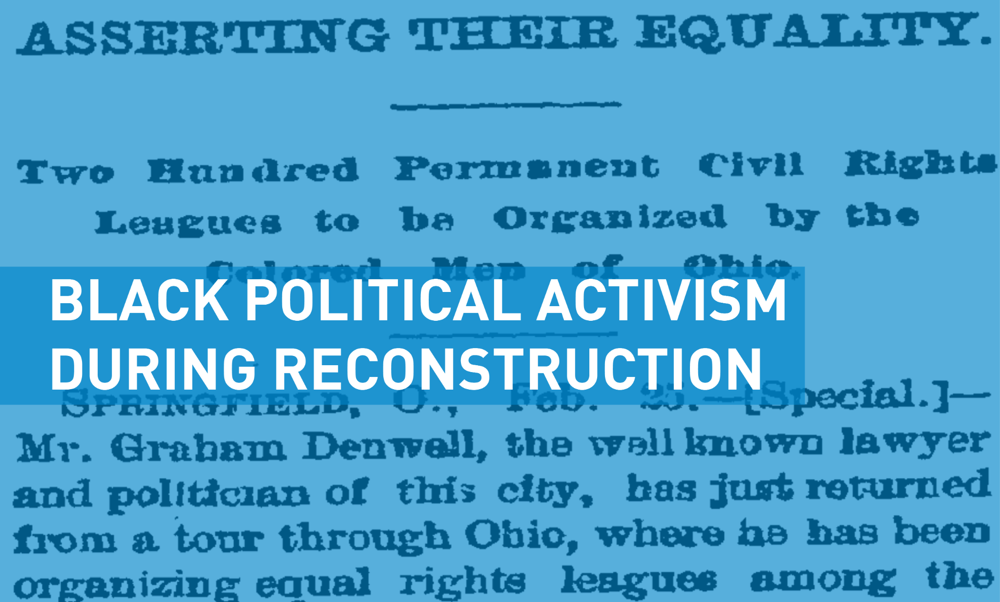 ASSERTING THEIR EQUALITY.
Two Hundred Permanent Civil Rights
Leagues to be Organized by the
Colored Men of Ohio.
BLACK POLITICAL ACTIVISM
DURING RECONSTRUCTION
SPRINGFIELD, O., Feb. 25.—[Special.]—
Mr. Graham Denwell, the well known lawyer
and politician of this city, has just returned
from a tour through Ohio, where he has been
organizing equal rights leagues among the